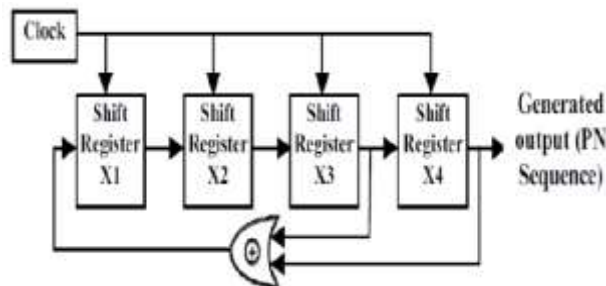 Clock
Shift
Register
X1
Shift
Register
X2
Shift
Register
X3
Shift
Register
X4
Generated
output (PN
Sequence)